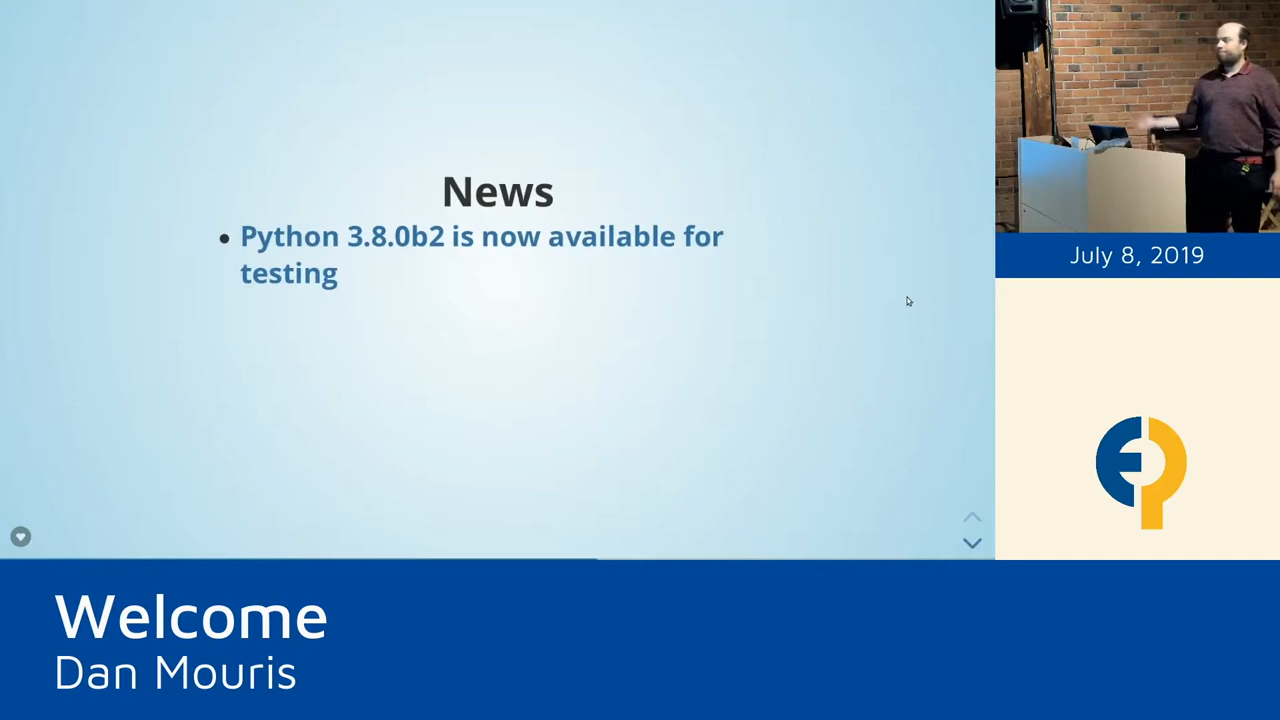 News
• Python 3.8.0b2 is now available for
testing
July 8, 2019
Welcome
Dan Mouris